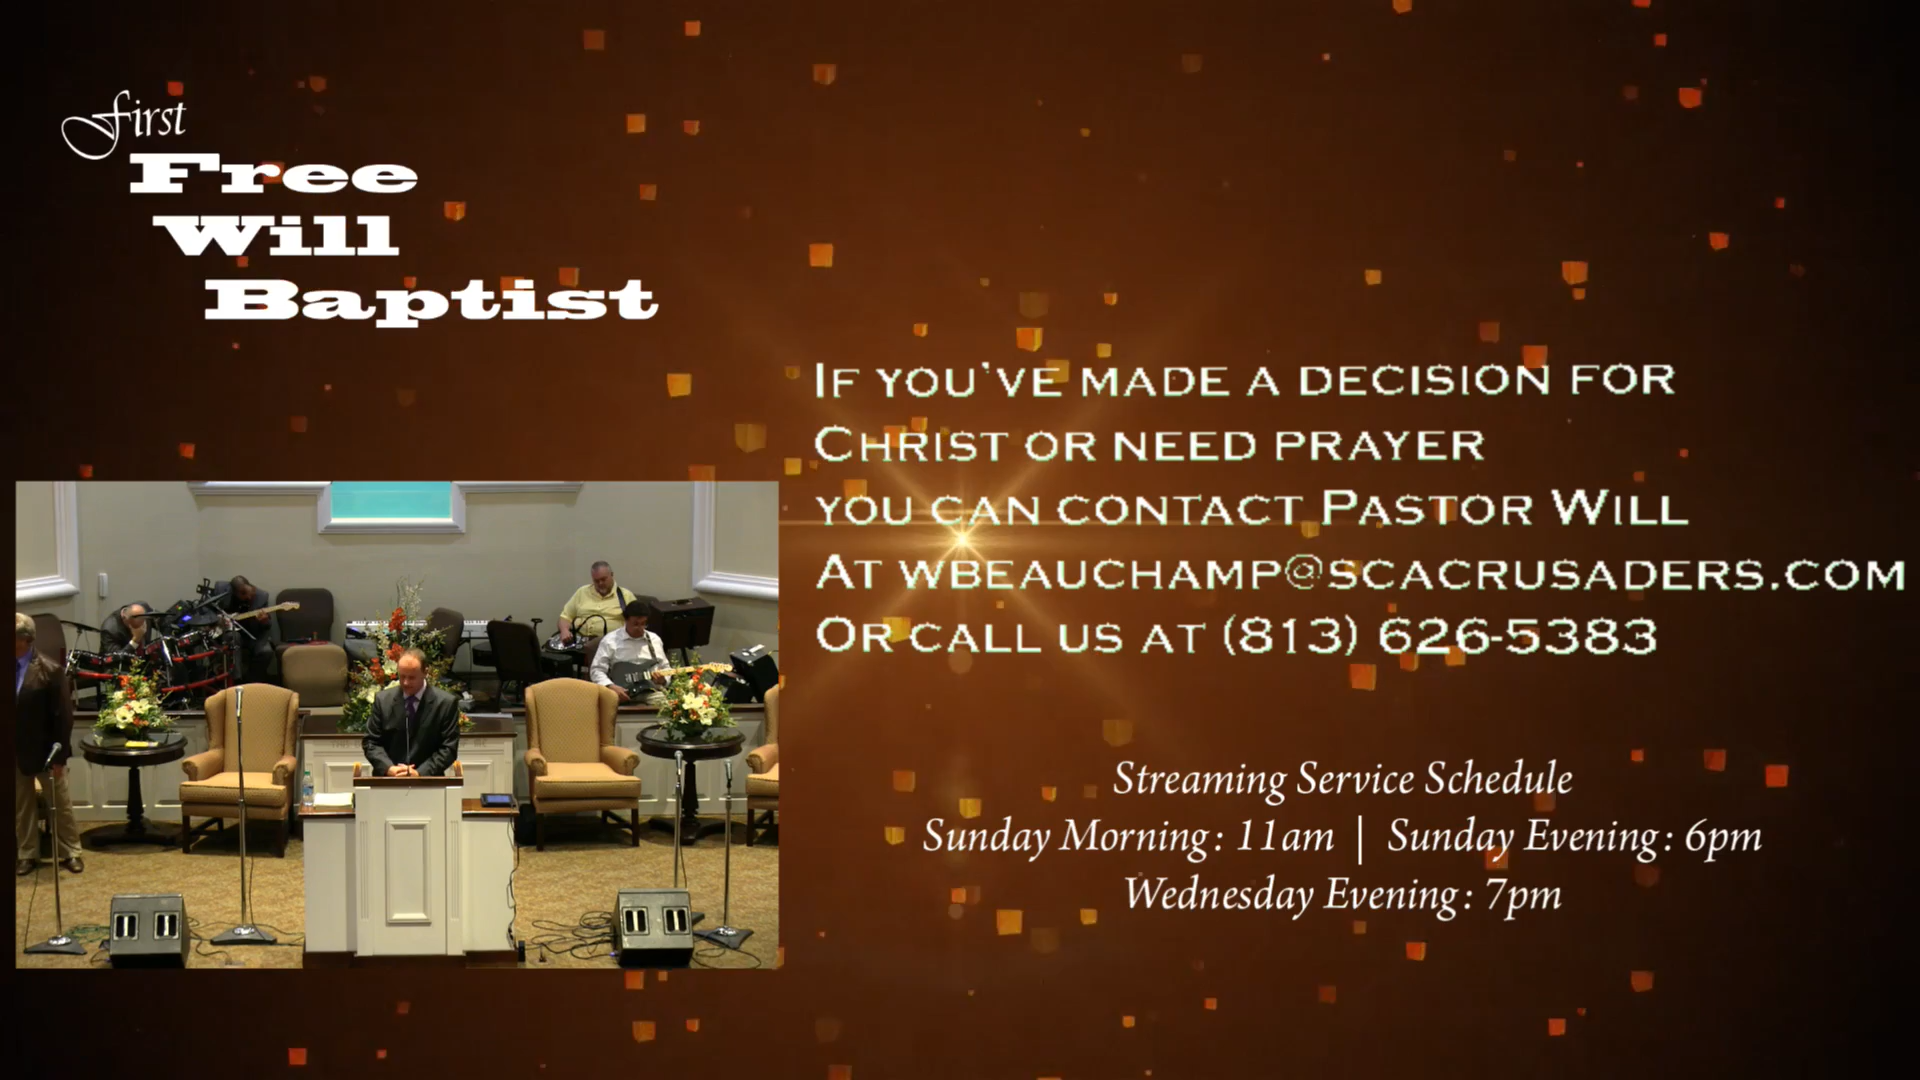 First
Free
Will
Baptist
If you've made a decision for
Christ or need prayer
you can contact Pastor Will
At wbeauchamp@scacrusaders.com
Or call us at (813) 626-5383
Streaming Service Schedule
Sunday Morning: 11am | Sunday Evening: 6pm
Wednesday Evening: 7pm